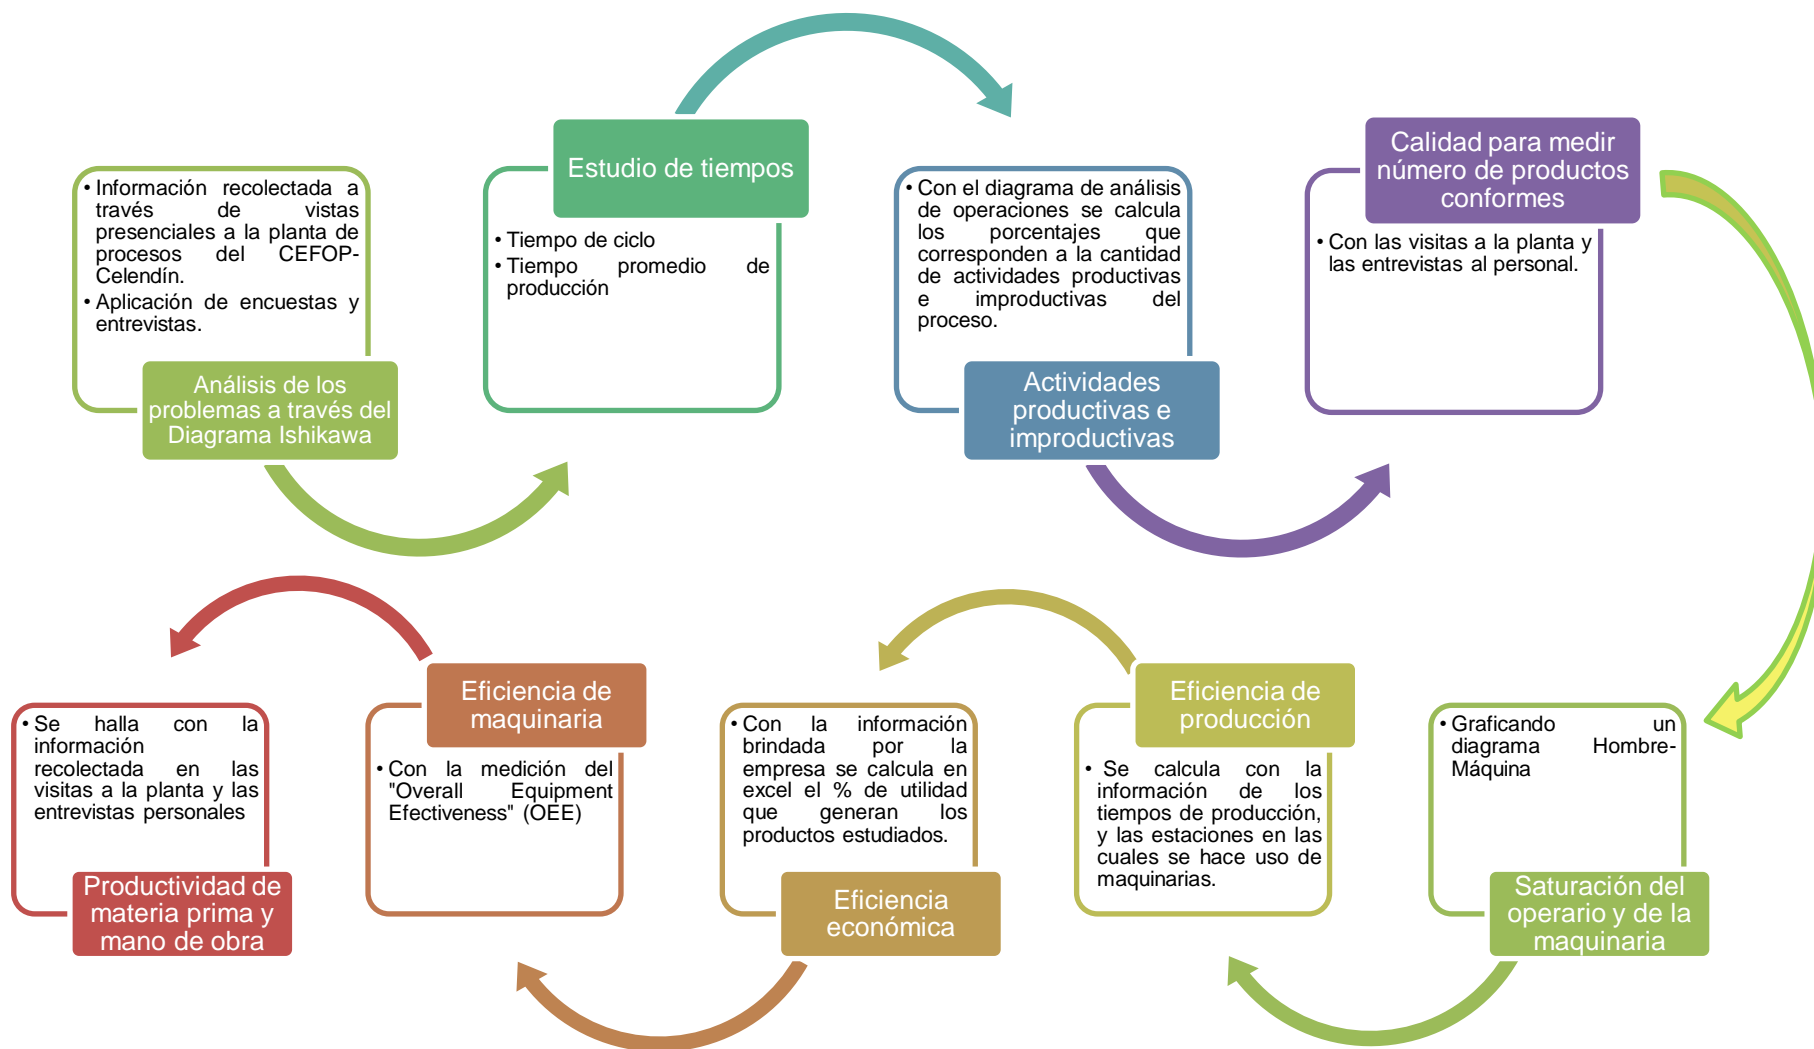 • Información recolectada a
través de vistas
presenciales a la planta de
procesos del CEFOP-
Celendín.
• Aplicación de encuestas y
entrevistas.
Análisis de los
problemas a través del
Diagrama Ishikawa
Estudio de tiempos
• Tiempo de ciclo
• Tiempo promedio de
producción
• Con el diagrama de análisis
de operaciones se calcula
los porcentajes que
corresponden a la cantidad
de actividades productivas
e improductivas del
proceso.
Actividades
productivas e
improductivas
Calidad para medir
número de productos
conformes
• Con las visitas a la planta y
las entrevistas al personal.
• Graficando un
diagrama Hombre-
Máquina
Saturación del
operario y de la
maquinaria
Eficiencia de
producción
• Se calcula con la
información de los
tiempos de producción,
y las estaciones en las
cuales se hace uso de
maquinarias.
• Con la información
brindada por la
empresa se calcula en
excel el % de utilidad
que generan los
productos estudiados.
Eficiencia
económica
Eficiencia de
maquinaria
• Con la medición del
"Overall Equipment
Efectiveness" (OEE)
• Se halla con la
información
recolectada en las
visitas a la planta y las
entrevistas personales
Productividad de
materia prima y
mano de obra